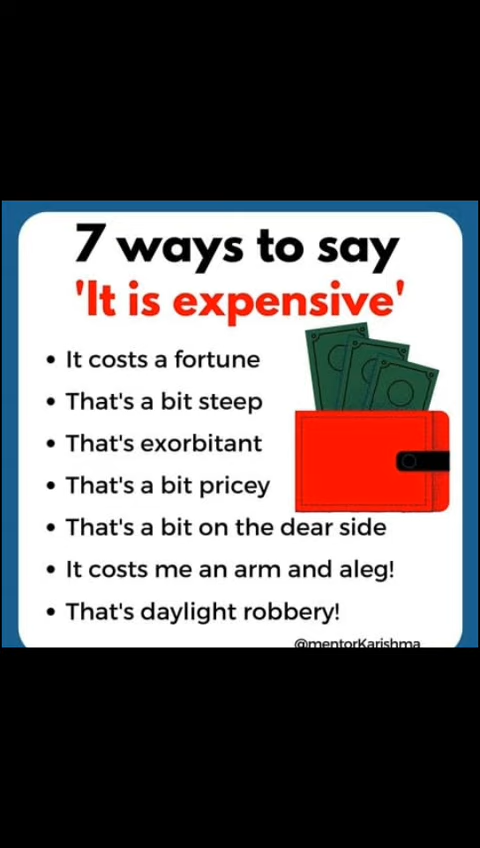 7 ways to say
'It is expensive'
• It costs a fortune
• That's a bit steep
• That's exorbitant
• That's a bit pricey
• That's a bit on the dear side
• It costs me an arm and aleg!
• That's daylight robbery!
@mentorKarishma